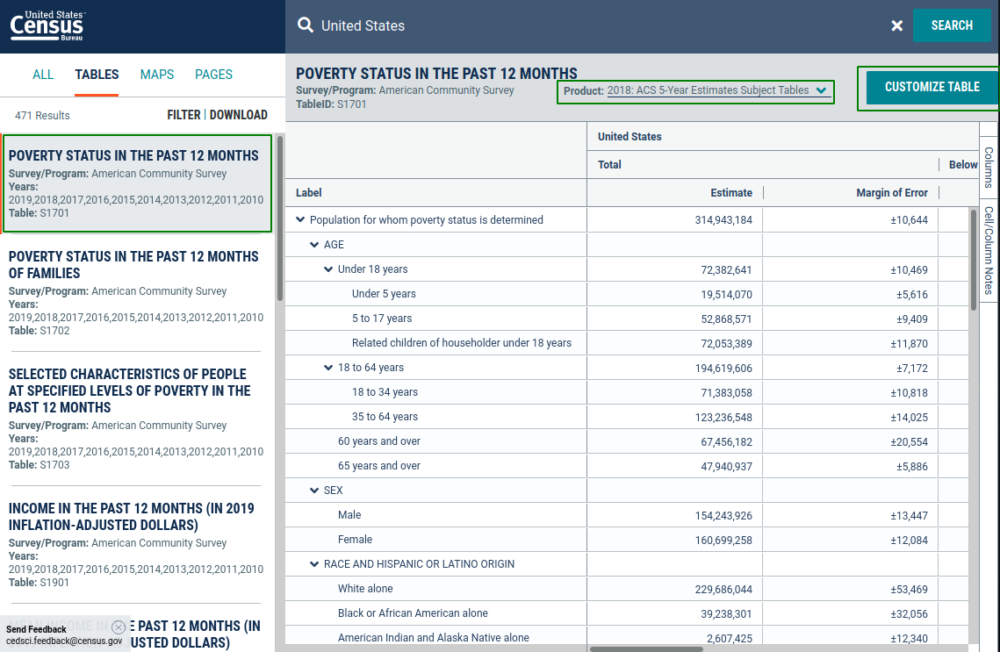 United States
Census
Bureau
United States
SEARCH
ALL TABLES MAPS PAGES
471 Results FILTER | DOWNLOAD
POVERTY STATUS IN THE PAST 12 MONTHS
Survey/Program: American Community Survey
Years:
2019,2018,2017,2016,2015,2014,2013,2012,2011,2010
Table: S1701
POVERTY STATUS IN THE PAST 12 MONTHS
OF FAMILIES
Survey/Program: American Community Survey
Years:
2019,2018,2017,2016,2015,2014,2013,2012,2011,2010
Table: S1702
SELECTED CHARACTERISTICS OF PEOPLE
AT SPECIFIED LEVELS OF POVERTY IN THE
PAST 12 MONTHS
Survey/Program: American Community Survey
Years:
2019,2018,2017,2016,2015,2014,2013,2012,2011,2010
Table: S1703
INCOME IN THE PAST 12 MONTHS (IN 2019
INFLATION-ADJUSTED DOLLARS)
Survey/Program: American Community Survey
Years:
2019,2018,2017,2016,2015,2014,2013,2012,2011,2010
Table: S1901
MEAN INCOME IN THE PAST 12 MONTHS (IN
USTED DOLLARS)
Send Feedback
cedsci.feedback@census.gov
POVERTY STATUS IN THE PAST 12 MONTHS
Survey/Program: American Community Survey
TableID: S1701
Product: 2018: ACS 5-Year Estimates Subject Tables
CUSTOMIZE TABLE
United States
Total Below
Label Estimate Margin of Error
Population for whom poverty status is determined 314,943,184 ±10,644
AGE
Under 18 years 72,382,641 ±10,469
Under 5 years 19,514,070 ±5,616
5 to 17 years 52,868,571 ±9,409
Related children of householder under 18 years 72,053,389 ±11,870
18 to 64 years 194,619,606 ±7,172
18 to 34 years 71,383,058 ±10,818
35 to 64 years 123,236,548 ±14,025
60 years and over 67,456,182 ±20,554
65 years and over 47,940,937 ±5,886
SEX
Male 154,243,926 ±13,447
Female 160,699,258 ±12,084
RACE AND HISPANIC OR LATINO ORIGIN
White alone 229,686,044 ±53,469
Black or African American alone 39,238,301 ±32,056
American Indian and Alaska Native alone 2,607,425 ±12,340
Columns
Cell/Column Notes